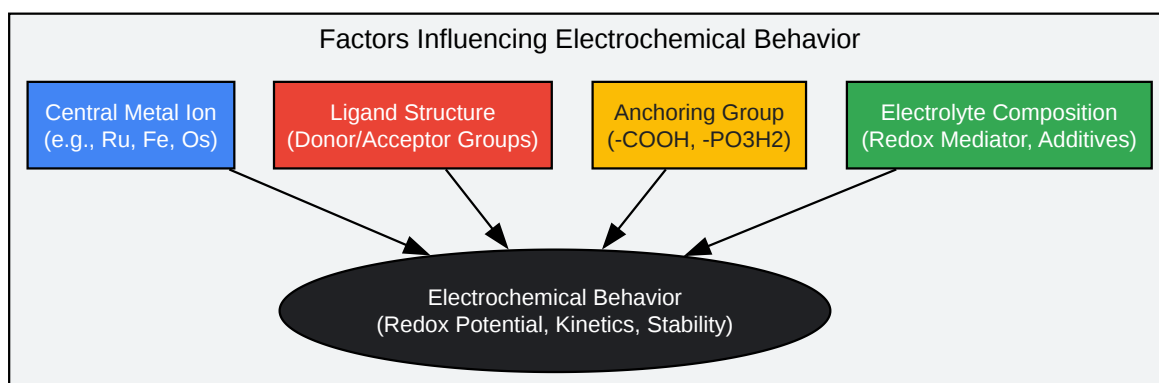 Factors Influencing Electrochemical Behavior
Central Metal Ion
(e.g., Ru, Fe, Os)
Ligand Structure
(Donor/Acceptor Groups)
Anchoring Group
(-COOH, -PO3H2)
Electrolyte Composition
(Redox Mediator, Additives)
Electrochemical Behavior
(Redox Potential, Kinetics, Stability)